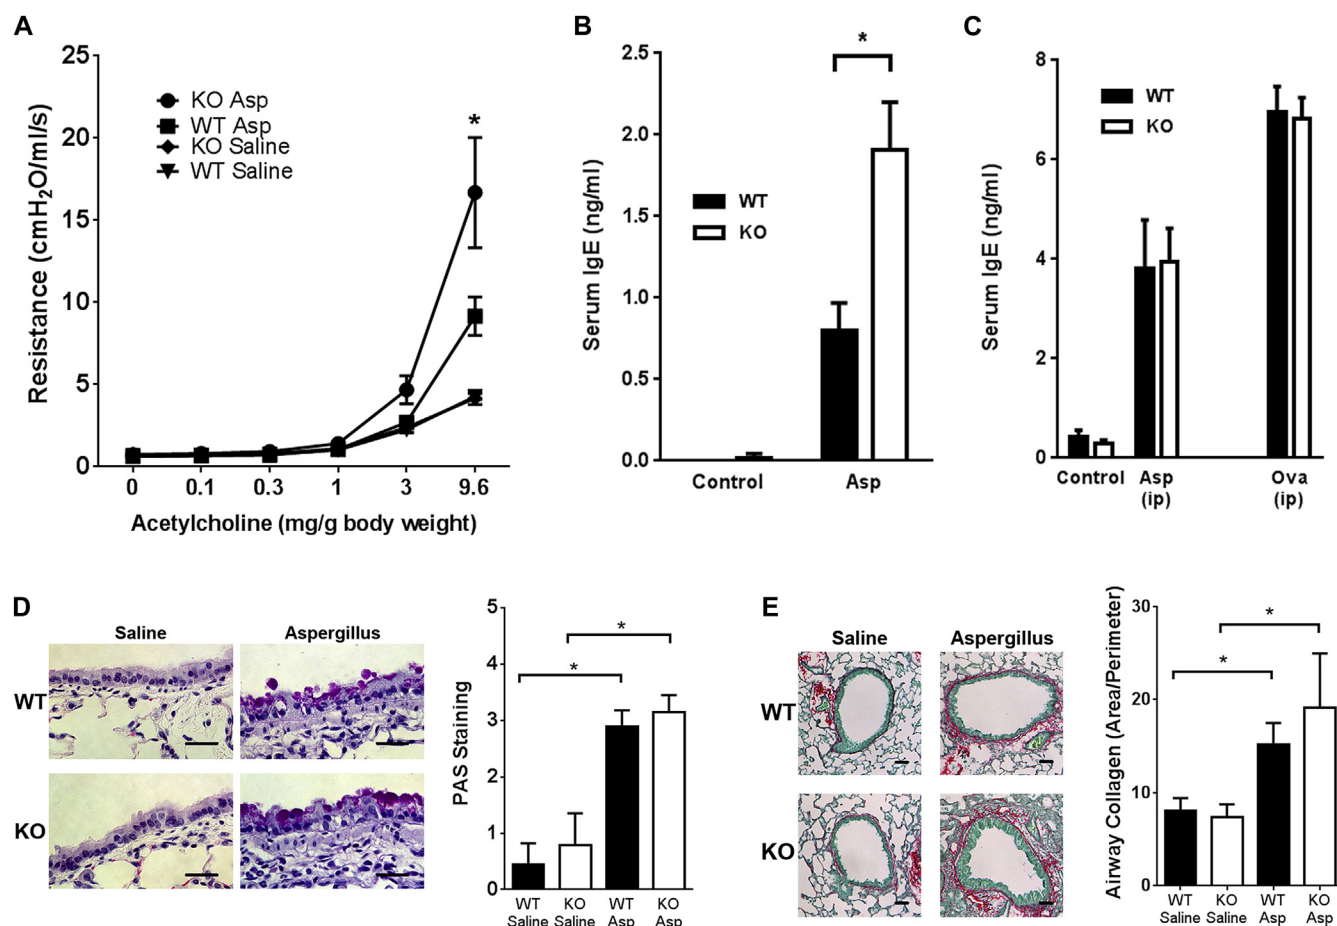 A
25
20
15
10
5
0
Resistance (cmH2O/ml/s)
KO Asp
WT Asp
KO Saline
WT Saline
*
0 0.1 0.3 1 3 9.6
Acetylcholine (mg/g body weight)
B
2.5
2.0
1.5
1.0
0.5
0.0
Serum IgE (ng/ml)
*
WT
KO
Control Asp
C
8
6
4
2
0
Serum IgE (ng/ml)
WT
KO
Control Asp (ip) Ova (ip)
D
Saline Aspergillus
WT
KO
5
4
3
2
1
0
PAS Staining
*
*
WT Saline KO Saline WT Asp KO Asp
E
Saline Aspergillus
WT
KO
30
20
10
0
Airway Collagen (Area/Perimeter)
*
*
WT Saline KO Saline WT Asp KO Asp